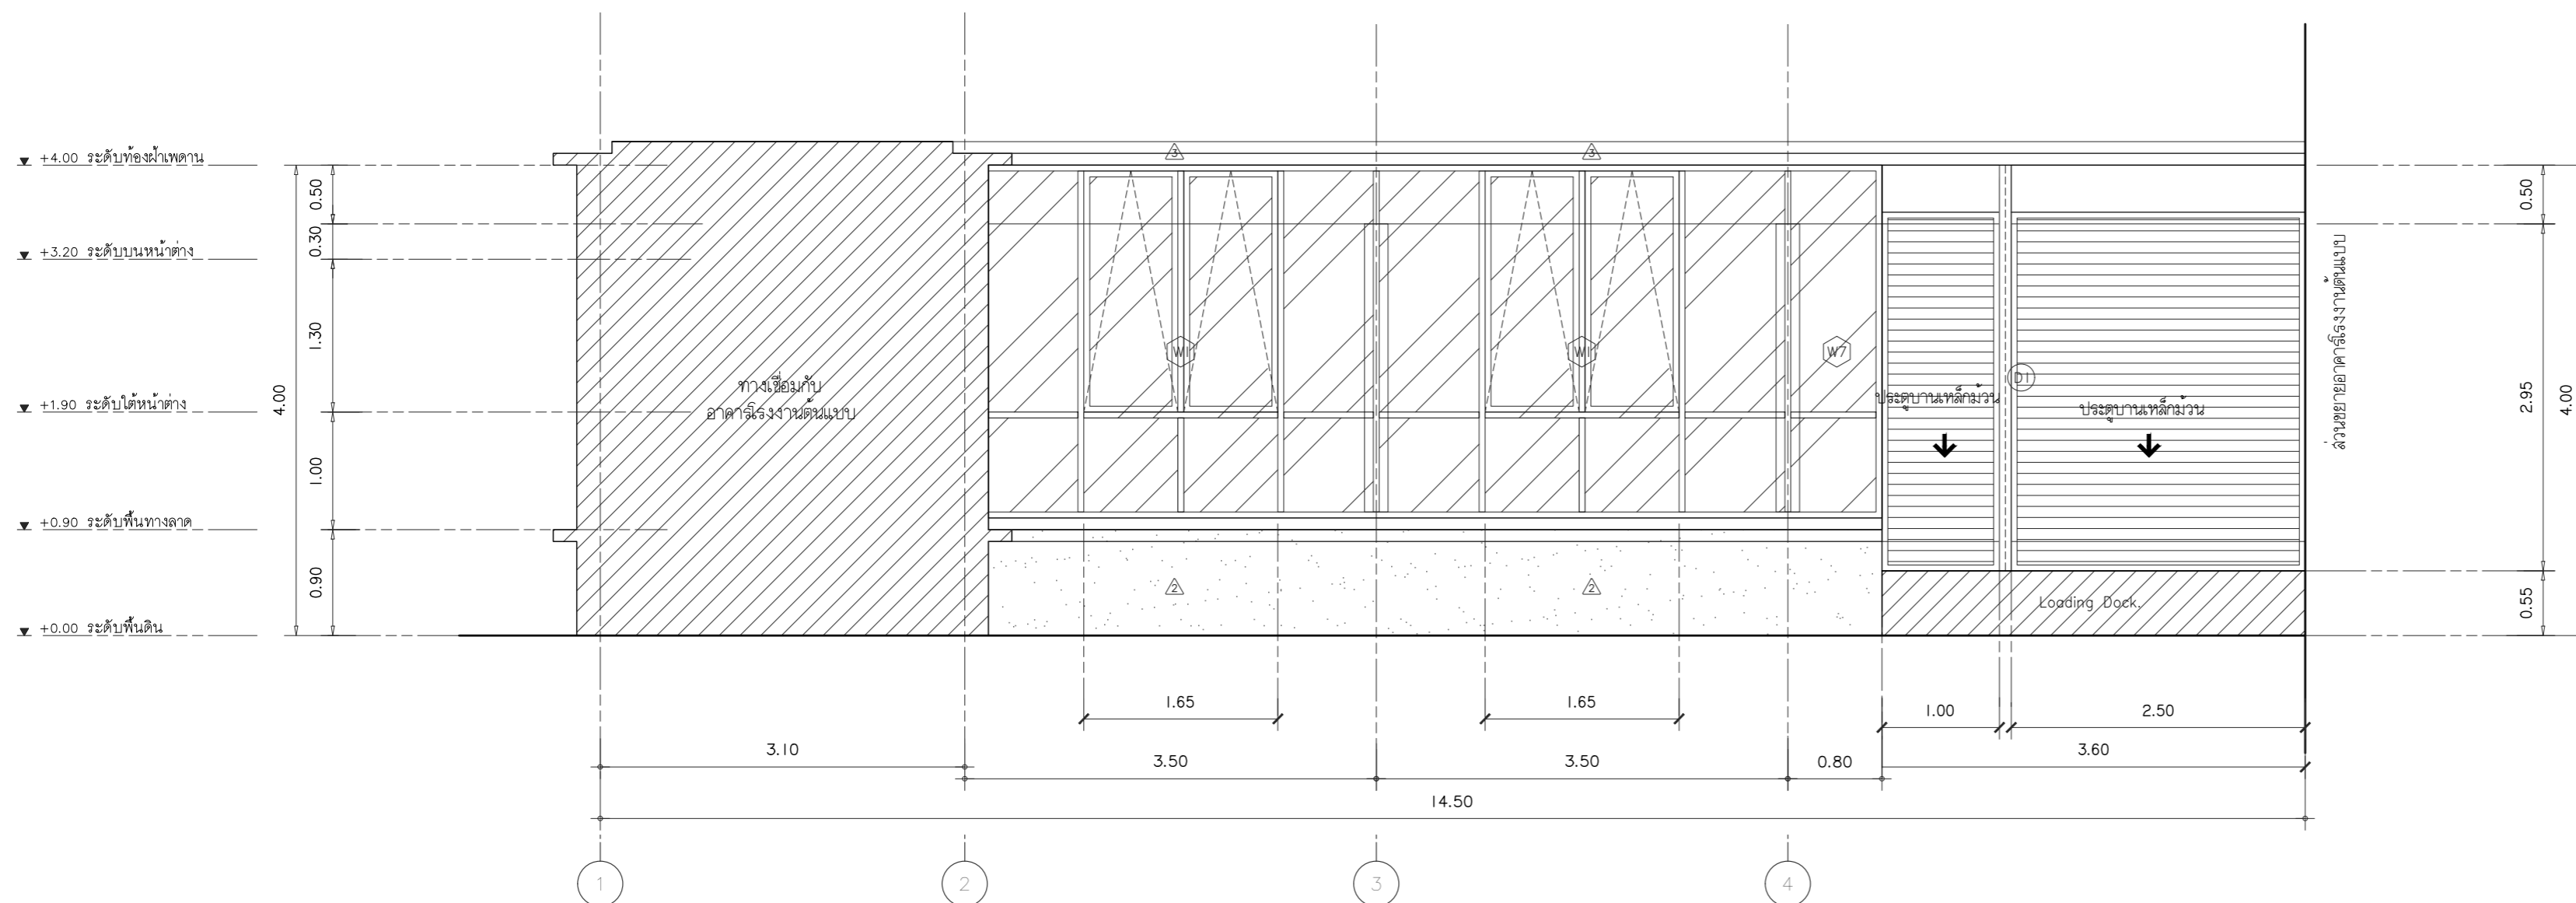 +4.00 ระดับท้องฝ้าเพดาน
+3.20 ระดับบนหน้าต่าง
+1.90 ระดับใต้หน้าต่าง
+0.90 ระดับพื้นทางลาด
+0.00 ระดับพื้นดิน
4.00
0.50
0.30
1.30
1.00
0.90
ทางเชื่อมกับ
อาคารโรงงานต้นแบบ
3
3
W1
W1
W7
D1
2
2
ประตูบานเหล็กม้วน
ประตูบานเหล็กม้วน
Loading Dock.
ส่วนขยายอาคารโรงงานต้นแบบ
0.50
2.95
0.55
4.00
1.65
1.65
1.00
2.50
3.10
3.50
3.50
0.80
3.60
14.50
1
2
3
4